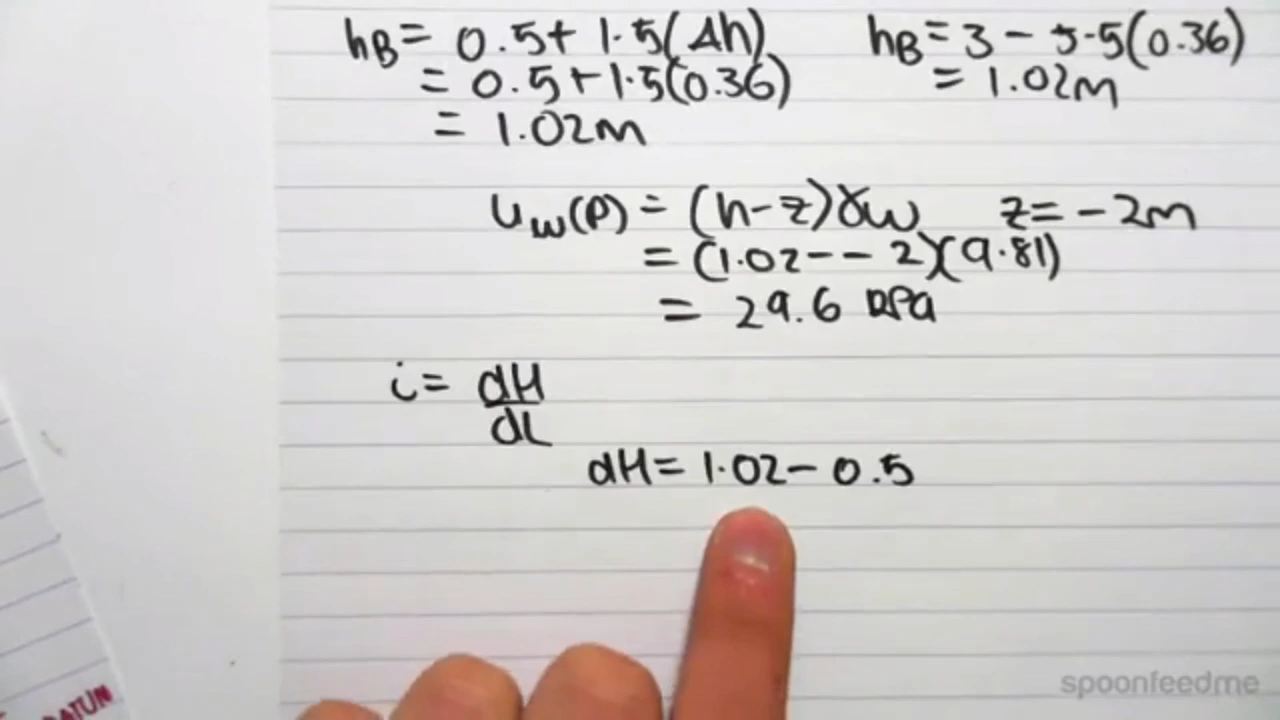 hB = 0.5 + 1.5(Δh)
= 0.5 + 1.5(0.36)
= 1.02m
hB = 3 - 5.5(0.36)
= 1.02m
uw(P) = (h-z)γw z = -2m
= (1.02 - - 2)(9.81)
= 29.6 kPa
i = dH/dL
dH = 1.02 - 0.5
DATUM
spoonfeedme